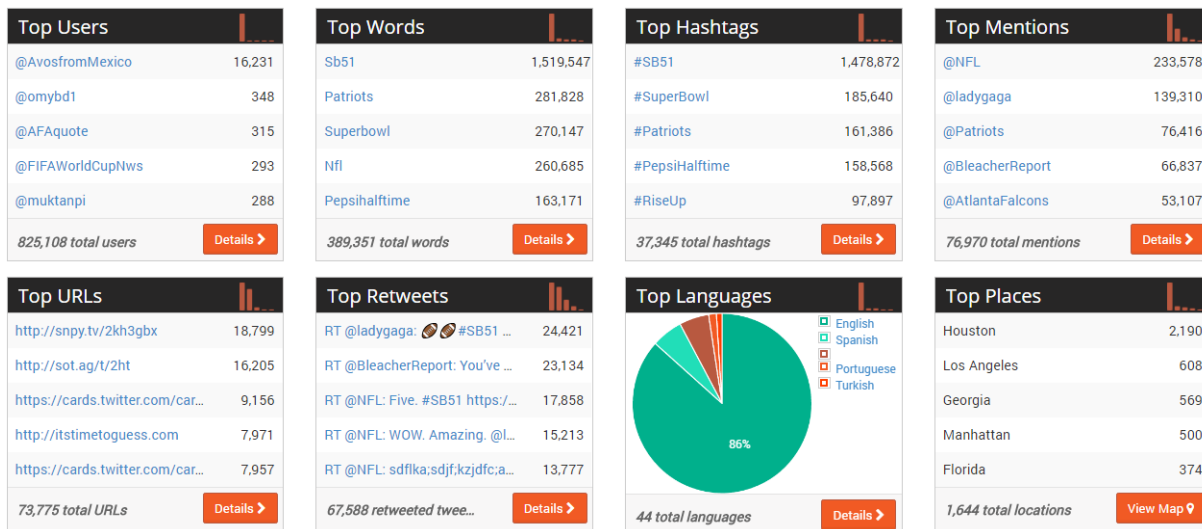 Top Users
@AvosfromMexico 16,231
@omybd1 348
@AFAquote 315
@FIFAWorldCupNws 293
@muktanpi 288
825,108 total users Details
Top Words
Sb51 1,519,547
Patriots 281,828
Superbowl 270,147
Nfl 260,685
Pepsihalftime 163,171
389,351 total words Details
Top Hashtags
#SB51 1,478,872
#SuperBowl 185,640
#Patriots 161,386
#PepsiHalftime 158,568
#RiseUp 97,897
37,345 total hashtags Details
Top Mentions
@NFL 233,578
@ladygaga 139,310
@Patriots 76,416
@BleacherReport 66,837
@AtlantaFalcons 53,107
76,970 total mentions Details
Top URLs
http://snpy.tv/2kh3gbx 18,799
http://sot.ag/t/2ht 16,205
https://cards.twitter.com/car... 9,156
http://itstimetoguess.com 7,971
https://cards.twitter.com/car... 7,957
73,775 total URLs Details
Top Retweets
RT @ladygaga: 🏈🏈#SB51 ... 24,421
RT @BleacherReport: You've ... 23,134
RT @NFL: Five. #SB51 https:/... 17,858
RT @NFL: WOW. Amazing. @l... 15,213
RT @NFL: sdflka;sdjf;kzjdfc;a... 13,777
67,588 retweeted twee... Details
Top Languages
English
Spanish
Portuguese
Turkish
86%
44 total languages Details
Top Places
Houston 2,190
Los Angeles 608
Georgia 569
Manhattan 500
Florida 374
1,644 total locations View Map